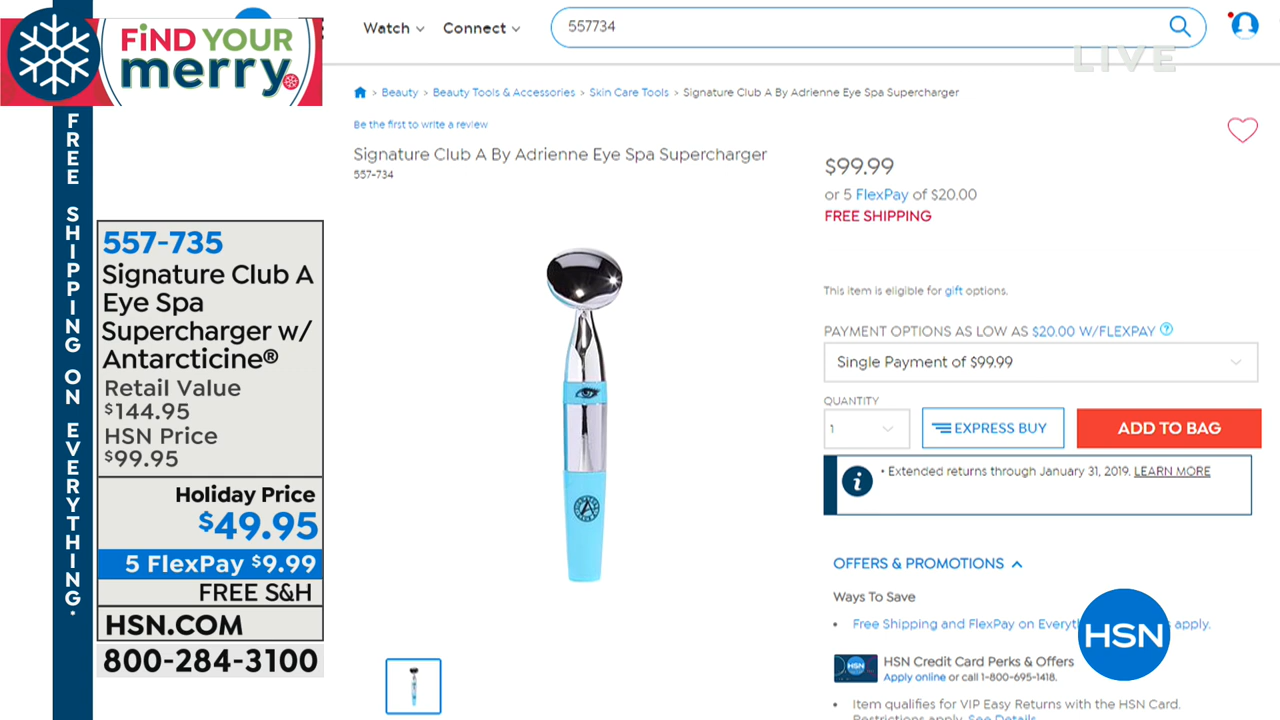 FiND YOUR
merry
FREE SHIPPING ON EVERYTHING.
557-735
Signature Club A
Eye Spa
Supercharger w/
Antarcticine®
Retail Value
$144.95
HSN Price
$99.95
Holiday Price
$49.95
5 FlexPay $9.99
FREE S&H
HSN.COM
800-284-3100
Watch
Connect
557734
LIVE
> Beauty > Beauty Tools & Accessories > Skin Care Tools > Signature Club A By Adrienne Eye Spa Supercharger
Be the first to write a review
Signature Club A By Adrienne Eye Spa Supercharger
557-734
A
$99.99
or 5 FlexPay of $20.00
FREE SHIPPING
This item is eligible for gift options.
PAYMENT OPTIONS AS LOW AS $20.00 W/FLEXPAY ?
Single Payment of $99.99
QUANTITY
1
EXPRESS BUY
ADD TO BAG
i
• Extended returns through January 31, 2019. LEARN MORE
OFFERS & PROMOTIONS
Ways To Save
• Free Shipping and FlexPay on Everyth apply.
HSN
HSN
HSN Credit Card Perks & Offers
Apply online or call 1-800-695-1418.
• Item qualifies for VIP Easy Returns with the HSN Card.
Restrictions apply. See Details